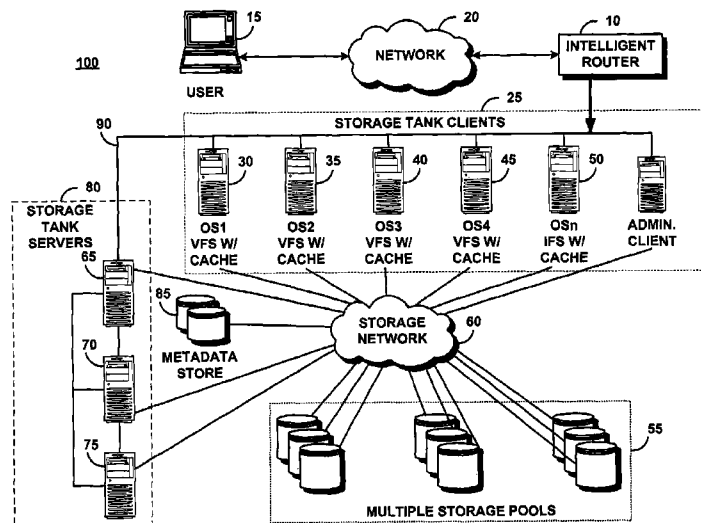 15
20
10
NETWORK
INTELLIGENT
ROUTER
100
USER
25
90
STORAGE TANK CLIENTS
30
35
40
45
50
80
STORAGE
TANK
SERVERS
OS1
VFS W/
CACHE
OS2
VFS W/
CACHE
OS3
VFS W/
CACHE
OS4
VFS W/
CACHE
OSn
IFS W/
CACHE
ADMIN.
CLIENT
65
85
METADATA
STORE
STORAGE
NETWORK
60
70
75
55
MULTIPLE STORAGE POOLS